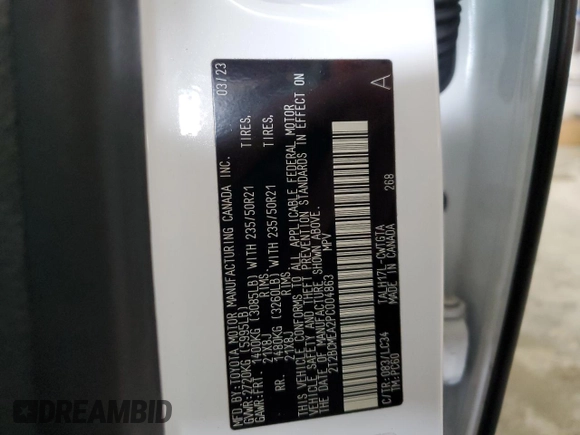 MFD BY:TOYOTA MOTOR MANUFACTURING CANADA INC. 03/23
GVWR:2720KG (5995LB)
GAWR:FRT. 1400KG (3085LB) WITH 235/50R21 TIRES,
21X8J RIMS
RR. 1480KG (3260LB) WITH 235/50R21 TIRES,
21X8J RIMS
THIS VEHICLE CONFORMS TO ALL APPLICABLE FEDERAL MOTOR
VEHICLE SAFETY, AND THEFT PREVENTION STANDARDS IN EFFECT
ON THE DATE OF MANUFACTURE SHOWN ABOVE.
2T2BCMEA2PC004863 MPV
A
C/TR:083/LC34 TALH17L-CWTGTA 268
TM:PC60 MADE IN CANADA
DREAMBID